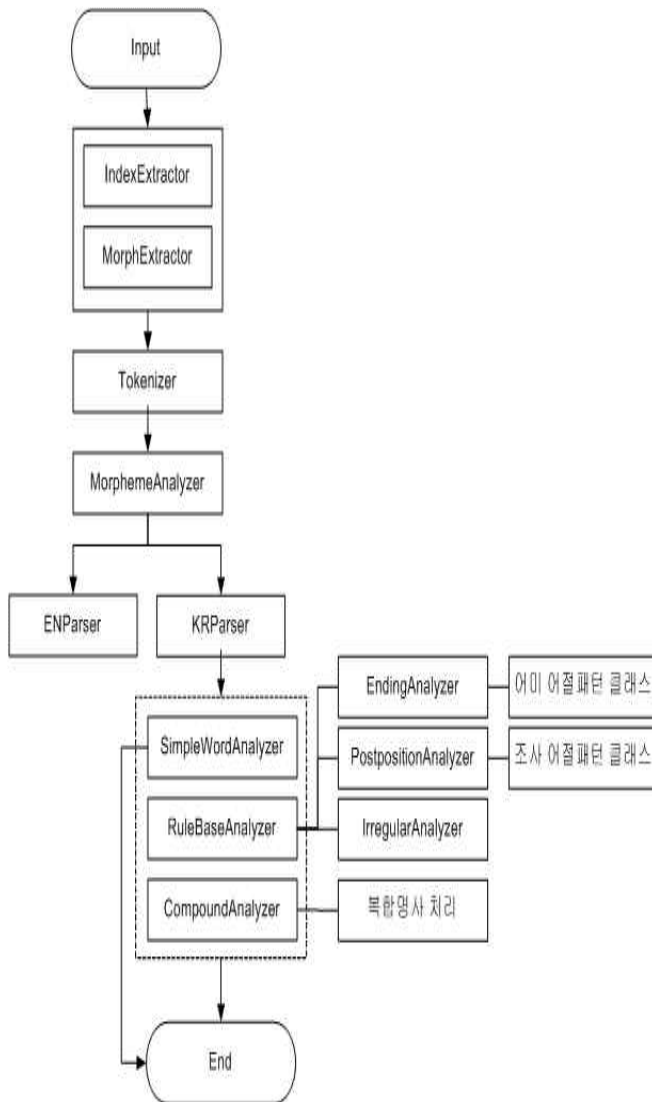 Input
IndexExtractor
MorphExtractor
Tokenizer
MorphemeAnalyzer
ENParser
KRParser
EndingAnalyzer
어미 어절패턴 클래스
SimpleWordAnalyzer
PostpositionAnalyzer
조사 어절패턴 클래스
RuleBaseAnalyzer
IrregularAnalyzer
CompoundAnalyzer
복합명사 처리
End